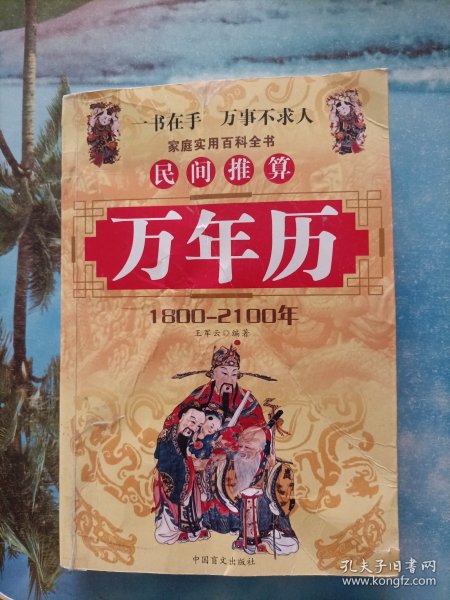 一书在手 万事不求人
家庭实用百科全书
民间推算
万年历
1800-2100年
王军云◎编著
中国盲文出版社
孔夫子旧书网
www.kongfz.com